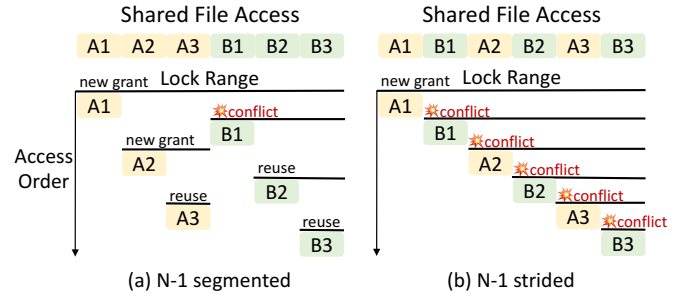 Shared File Access
A1 A2 A3 B1 B2 B3
new grant Lock Range
A1
conflict
B1
new grant
A2
Access
Order
reuse
B2
reuse
A3
reuse
B3
(a) N-1 segmented
Shared File Access
A1 B1 A2 B2 A3 B3
new grant Lock Range
A1
conflict
B1
conflict
A2
conflict
B2
conflict
A3
conflict
B3
(b) N-1 strided